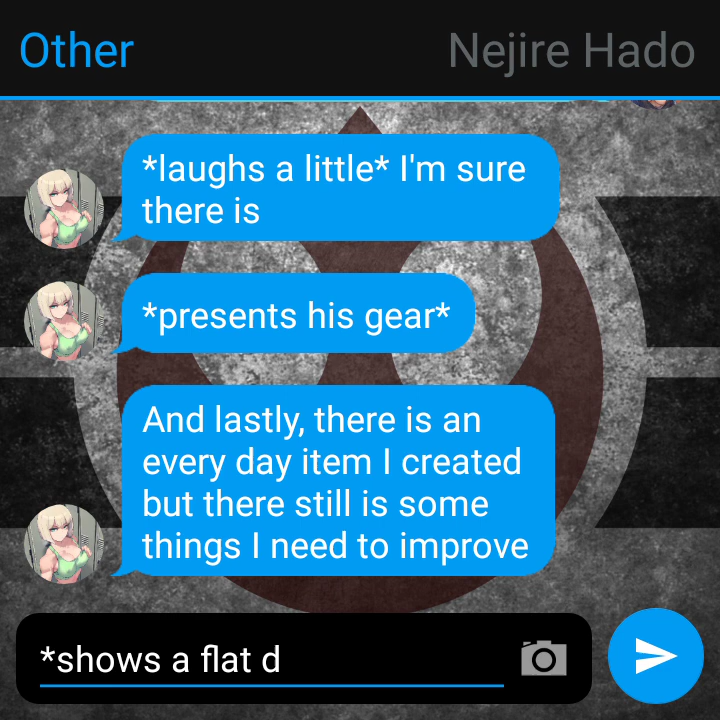 Other
Nejire Hado
*laughs a little* I'm sure
there is
*presents his gear*
And lastly, there is an
every day item I created
but there still is some
things I need to improve
*shows a flat d